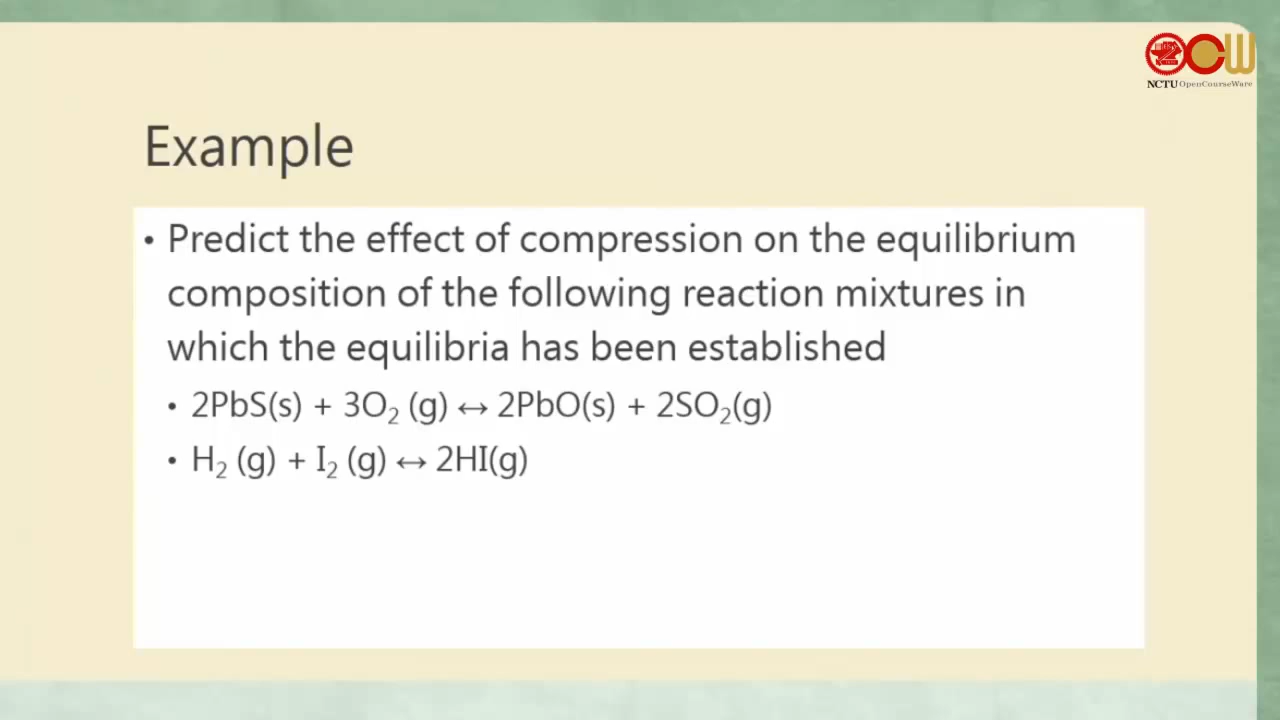 NCTU OpenCourseWare
Example
• Predict the effect of compression on the equilibrium
composition of the following reaction mixtures in
which the equilibria has been established
• 2PbS(s) + 3O₂ (g) ↔ 2PbO(s) + 2SO₂(g)
• H₂ (g) + I₂ (g) ↔ 2HI(g)